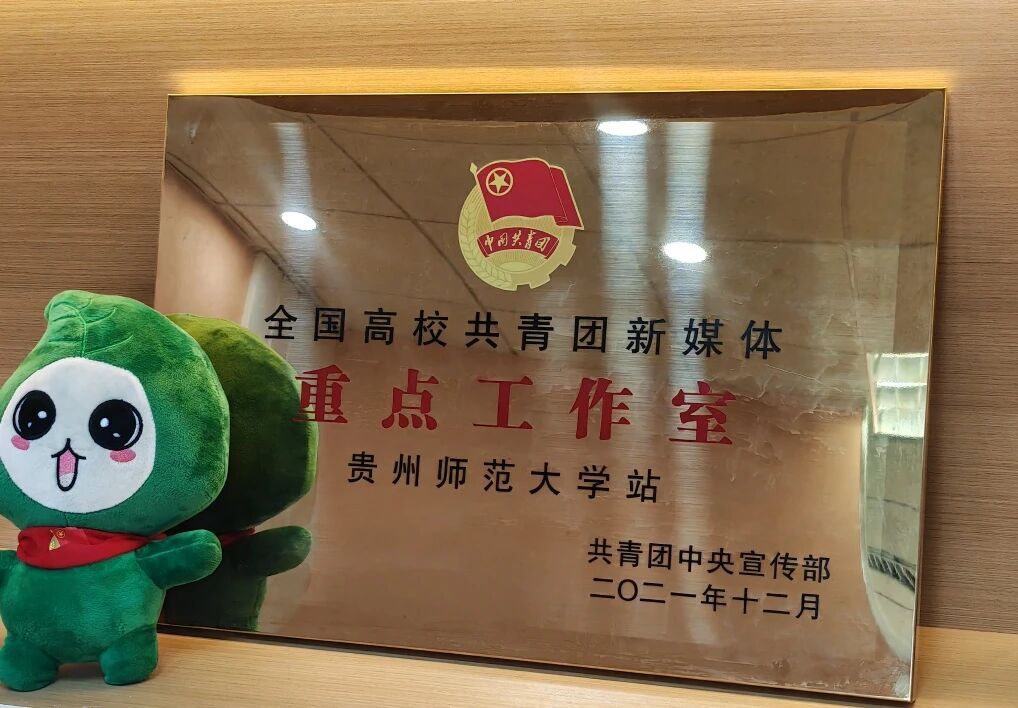 中国共青团
全国高校共青团新媒体
重点工作室
贵州师范大学站
共青团中央宣传部
二〇二一年十二月